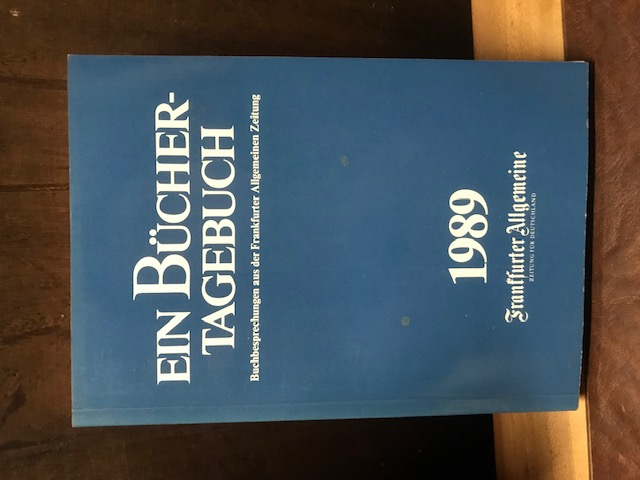 EIN BÜCHER-
TAGEBUCH
Buchbesprechungen aus der Frankfurter Allgemeinen Zeitung
1989
Frankfurter Allgemeine
ZEITUNG FÜR DEUTSCHLAND